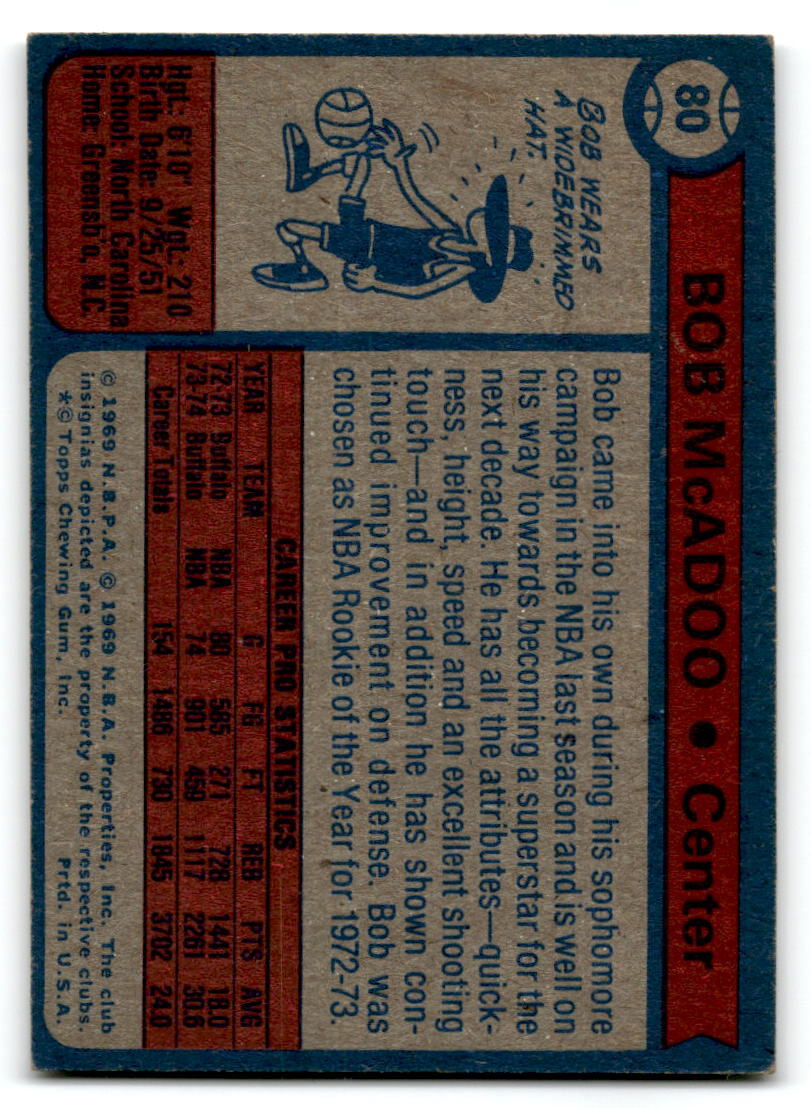 80
BOB McADOO • Center
BOB WEARS
A WIDEBRIMMED
HAT.
Hgt.: 6'10" Wgt.: 210
Birth Date: 9/25/51
School: North Carolina
Home: Greensb'o, N.C
Bob came into his own during his sophomore
campaign in the NBA last season and is well on
his way towards becoming a superstar for the
next decade. He has all the attributes—quick-
ness, height, speed and an excellent shooting
touch—and in addition he has shown con-
tinued improvement on defense. Bob was
chosen as NBA Rookie of the Year for 1972-73.
CAREER PRO STATISTICS
YEAR TEAM G FG FT REB PTS AVG
72-73 Buffalo NBA 80 585 271 728 1441 18.0
73-74 Buffalo NBA 74 901 459 1117 2261 30.6
Career Totals 154 1486 730 1845 3702 24.0
© 1969 N.B.P.A. © 1969 N.B.A. Properties, Inc. The club
insignias depicted are the property of the respective clubs.
*© Topps Chewing Gum, Inc. Prtd. in U.S.A.